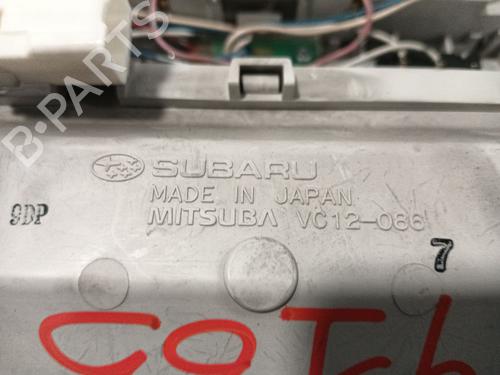 B-PARTS
SUBARU
MADE IN JAPAN
MITSUBA VC12-086
9DP
7